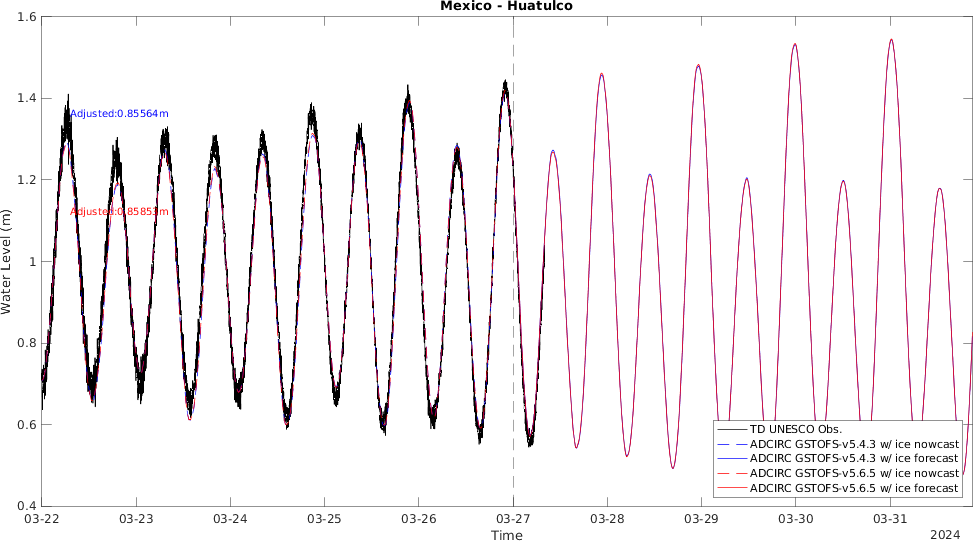 Mexico - Huatulco
1.6
1.4
1.2
1
0.8
0.6
0.4
Water Level (m)
Adjusted:0.85564m
Adjusted:0.85851m
TD UNESCO Obs.
ADCIRC GSTOFS-v5.4.3 w/ ice nowcast
ADCIRC GSTOFS-v5.4.3 w/ ice forecast
ADCIRC GSTOFS-v5.6.5 w/ ice nowcast
ADCIRC GSTOFS-v5.6.5 w/ ice forecast
03-22 03-23 03-24 03-25 03-26 03-27 03-28 03-29 03-30 03-31
Time
2024